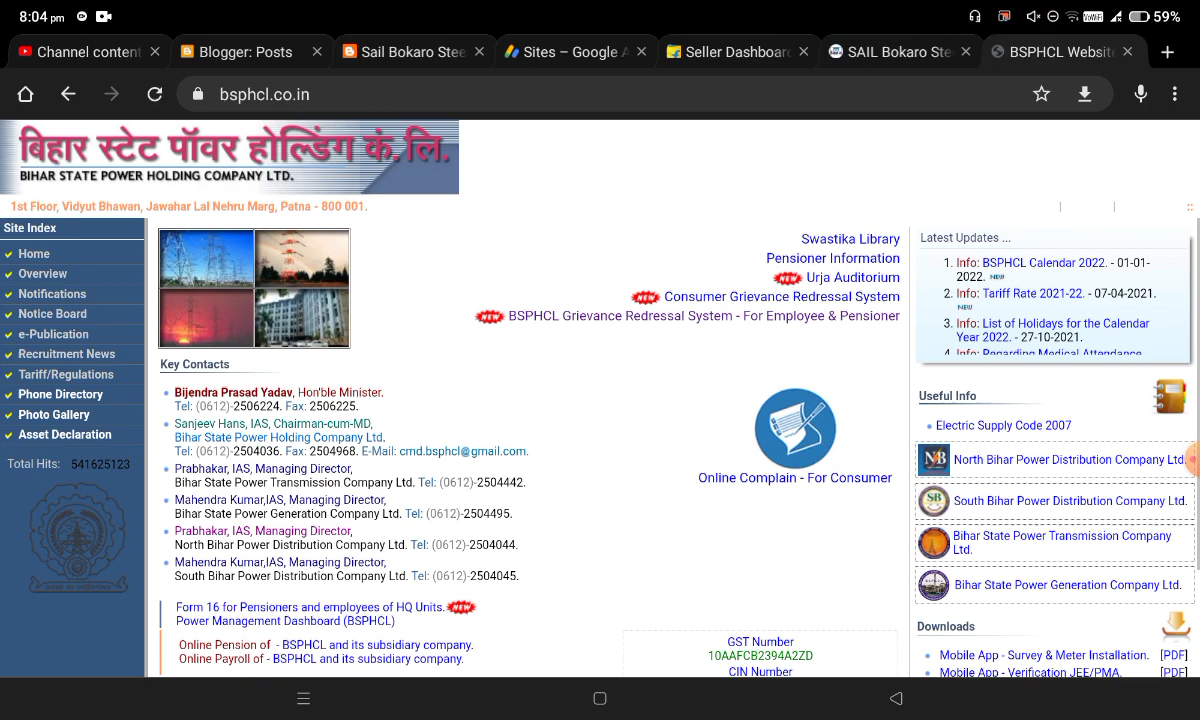 8:04 pm
VoWiFi 59%
Channel content
Blogger: Posts
Sail Bokaro Stee
Sites – Google A
Seller Dashboard
SAIL Bokaro Ste
BSPHCL Website
bsphcl.co.in
बिहार स्टेट पॉवर होल्डिंग कं.लि.
BIHAR STATE POWER HOLDING COMPANY LTD.
1st Floor, Vidyut Bhawan, Jawahar Lal Nehru Marg, Patna - 800 001.
Site Index
Home
Overview
Notifications
Notice Board
e-Publication
Recruitment News
Tariff/Regulations
Phone Directory
Photo Gallery
Asset Declaration
Total Hits: 541625123
Swastika Library
Pensioner Information
NEW Urja Auditorium
NEW Consumer Grievance Redressal System
NEW BSPHCL Grievance Redressal System - For Employee & Pensioner
Key Contacts
Bijendra Prasad Yadav, Hon'ble Minister.
Tel: (0612)-2506224. Fax: 2506225.
Sanjeev Hans, IAS, Chairman-cum-MD,
Bihar State Power Holding Company Ltd.
Tel: (0612)-2504036. Fax: 2504968. E-Mail: cmd.bsphcl@gmail.com.
Prabhakar, IAS, Managing Director,
Bihar State Power Transmission Company Ltd. Tel: (0612)-2504442.
Mahendra Kumar,IAS, Managing Director,
Bihar State Power Generation Company Ltd. Tel: (0612)-2504495.
Prabhakar, IAS, Managing Director,
North Bihar Power Distribution Company Ltd. Tel: (0612)-2504044.
Mahendra Kumar,IAS, Managing Director,
South Bihar Power Distribution Company Ltd. Tel: (0612)-2504045.
Online Complain - For Consumer
Form 16 for Pensioners and employees of HQ Units. NEW
Power Management Dashboard (BSPHCL)
Online Pension of - BSPHCL and its subsidiary company.
Online Payroll of - BSPHCL and its subsidiary company.
GST Number
10AAFCB2394A2ZD
CIN Number
Latest Updates ...
1. Info: BSPHCL Calendar 2022. - 01-01-
2022. NEW
2. Info: Tariff Rate 2021-22. - 07-04-2021.
NEW
3. Info: List of Holidays for the Calendar
Year 2022. - 27-10-2021.
4. Info: Regarding Medical Attendance
Useful Info
Electric Supply Code 2007
North Bihar Power Distribution Company Ltd.
SB South Bihar Power Distribution Company Ltd.
Bihar State Power Transmission Company
Ltd.
Bihar State Power Generation Company Ltd.
Downloads
Mobile App - Survey & Meter Installation. [PDF]
Mobile App - Verification JEE/PMA. [PDF]